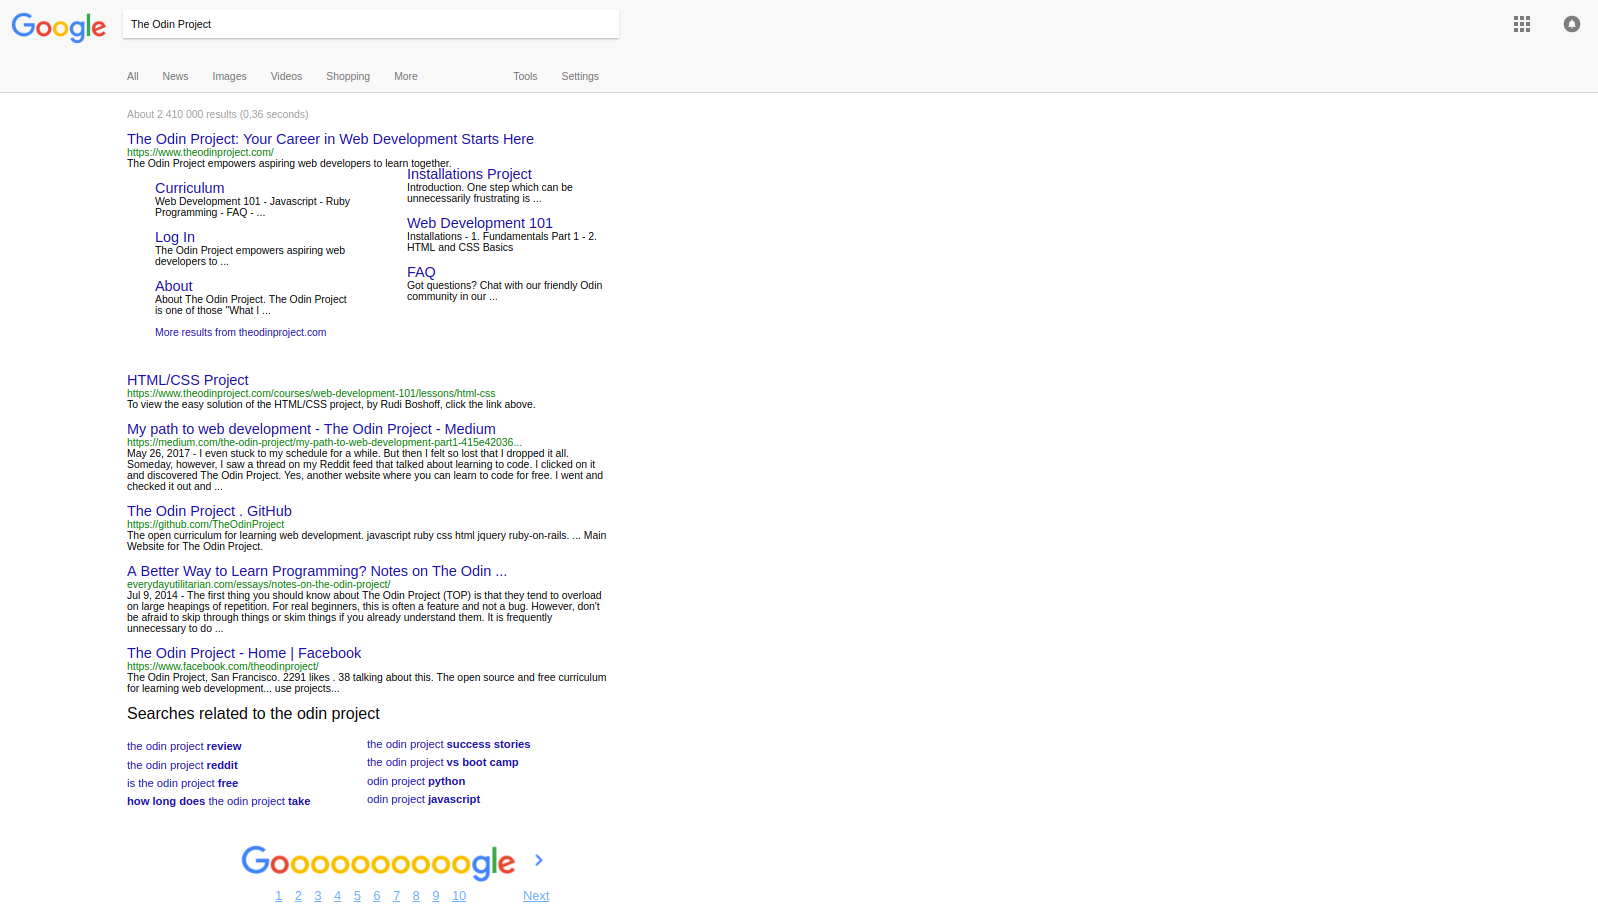 Google
The Odin Project
All News Images Videos Shopping More Tools Settings
About 2 410 000 results (0,36 seconds)
The Odin Project: Your Career in Web Development Starts Here
https://www.theodinproject.com/
The Odin Project empowers aspiring web developers to learn together.
Curriculum
Web Development 101 - Javascript - Ruby
Programming - FAQ - ...
Log In
The Odin Project empowers aspiring web
developers to ...
About
About The Odin Project. The Odin Project
is one of those "What I ...
More results from theodinproject.com
Installations Project
Introduction. One step which can be
unnecessarily frustrating is ...
Web Development 101
Installations - 1. Fundamentals Part 1 - 2.
HTML and CSS Basics
FAQ
Got questions? Chat with our friendly Odin
community in our ...
HTML/CSS Project
https://www.theodinproject.com/courses/web-development-101/lessons/html-css
To view the easy solution of the HTML/CSS project, by Rudi Boshoff, click the link above.
My path to web development - The Odin Project - Medium
https://medium.com/the-odin-project/my-path-to-web-development-part1-415e42036...
May 26, 2017 - I even stuck to my schedule for a while. But then I felt so lost that I dropped it all.
Someday, however, I saw a thread on my Reddit feed that talked about learning to code. I clicked on it
and discovered The Odin Project. Yes, another website where you can learn to code for free. I went and
checked it out and ...
The Odin Project . GitHub
https://github.com/TheOdinProject
The open curriculum for learning web development. javascript ruby css html jquery ruby-on-rails. ... Main
Website for The Odin Project.
A Better Way to Learn Programming? Notes on The Odin ...
everydayutilitarian.com/essays/notes-on-the-odin-project/
Jul 9, 2014 - The first thing you should know about The Odin Project (TOP) is that they tend to overload
on large heapings of repetition. For real beginners, this is often a feature and not a bug. However, don't
be afraid to skip through things or skim things if you already understand them. It is frequently
unnecessary to do ...
The Odin Project - Home | Facebook
https://www.facebook.com/theodinproject/
The Odin Project, San Francisco. 2291 likes . 38 talking about this. The open source and free curriculum
for learning web development... use projects...
Searches related to the odin project
the odin project review
the odin project reddit
is the odin project free
how long does the odin project take
the odin project success stories
the odin project vs boot camp
odin project python
odin project javascript
Goooooooooogle >
1 2 3 4 5 6 7 8 9 10 Next